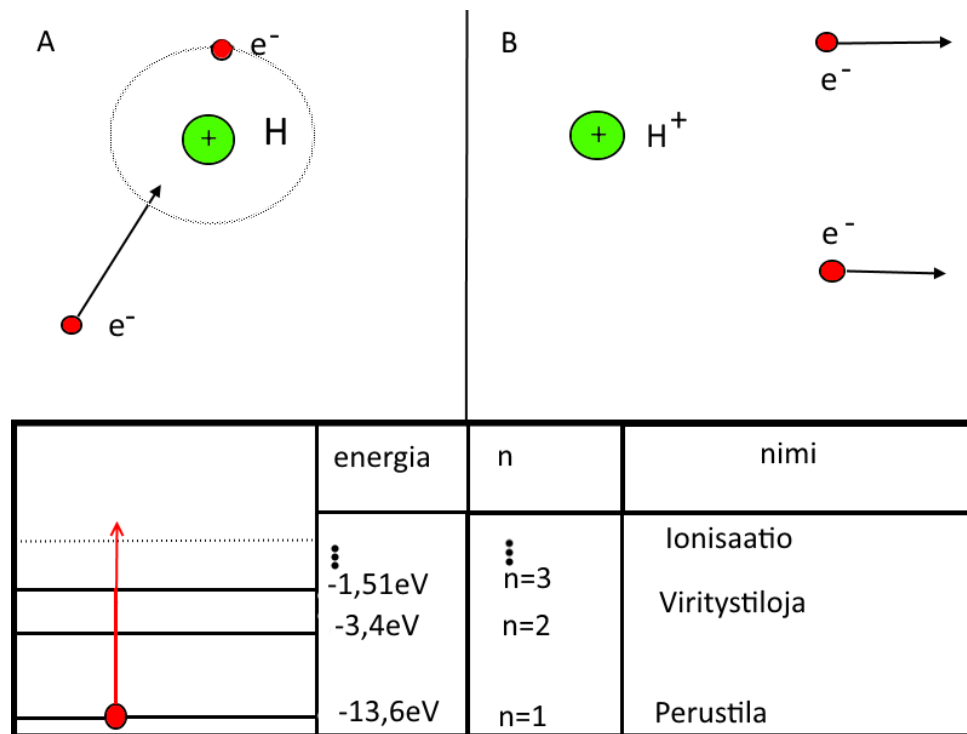 A
e⁻
+
H
e⁻
B
e⁻
+
H⁺
e⁻
energia n nimi
⋮ ⋮ Ionisaatio
-1,51eV n=3
Viritystiloja
-3,4eV n=2
-13,6eV n=1 Perustila